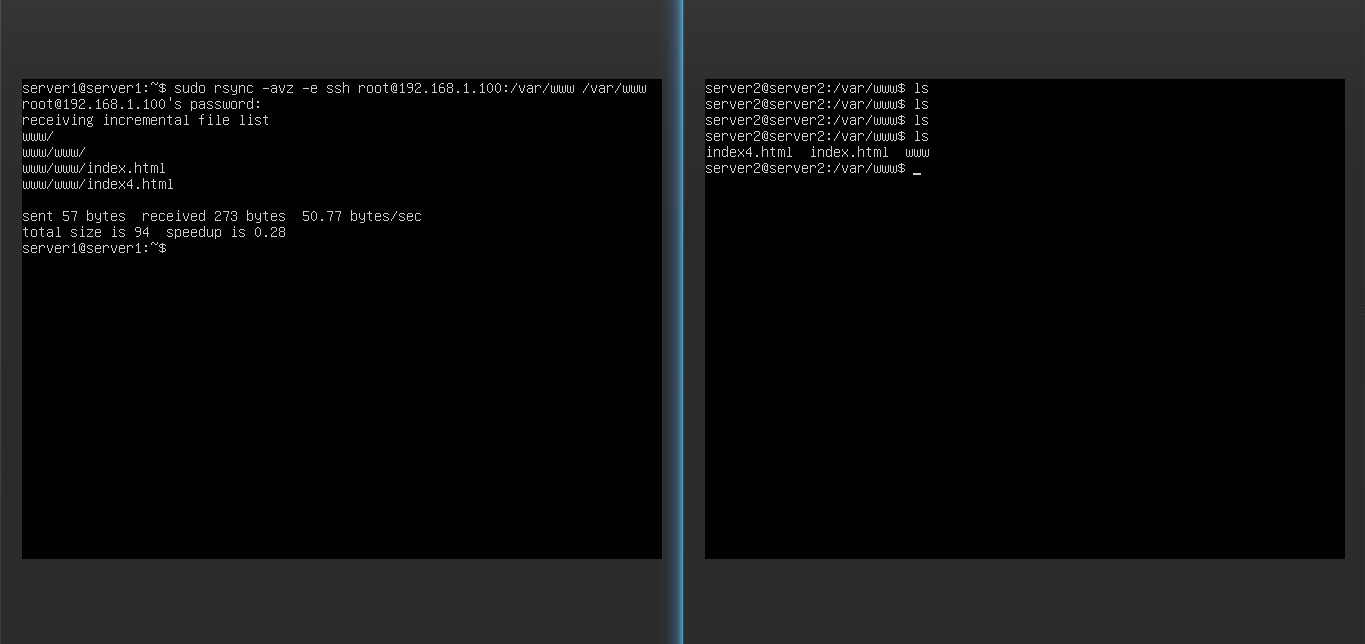 server1@server1:~$ sudo rsync -avz -e ssh root@192.168.1.100:/var/www /var/www
root@192.168.1.100's password:
receiving incremental file list
www/
www/www/
www/www/index.html
www/www/index4.html
sent 57 bytes  received 273 bytes  50.77 bytes/sec
total size is 94  speedup is 0.28
server1@server1:~$
server2@server2:/var/www$ ls
server2@server2:/var/www$ ls
server2@server2:/var/www$ ls
server2@server2:/var/www$ ls
index4.html  index.html  www
server2@server2:/var/www$ _